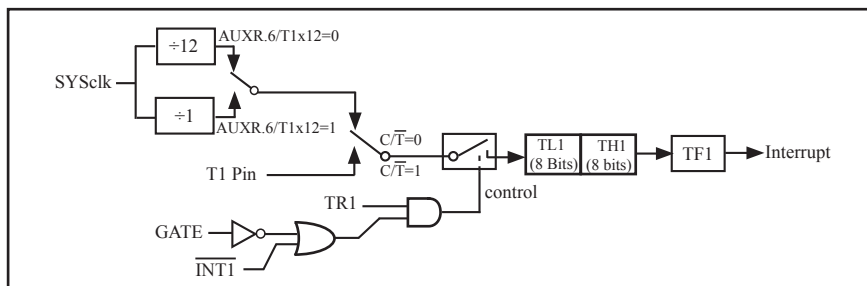 ÷12
AUXR.6/T1x12=0
SYSclk
÷1
AUXR.6/T1x12=1
C/T̅=0
C/T̅=1
T1 Pin
TL1
(8 Bits)
TH1
(8 bits)
TF1
Interrupt
control
TR1
GATE
I̅N̅T̅1̅